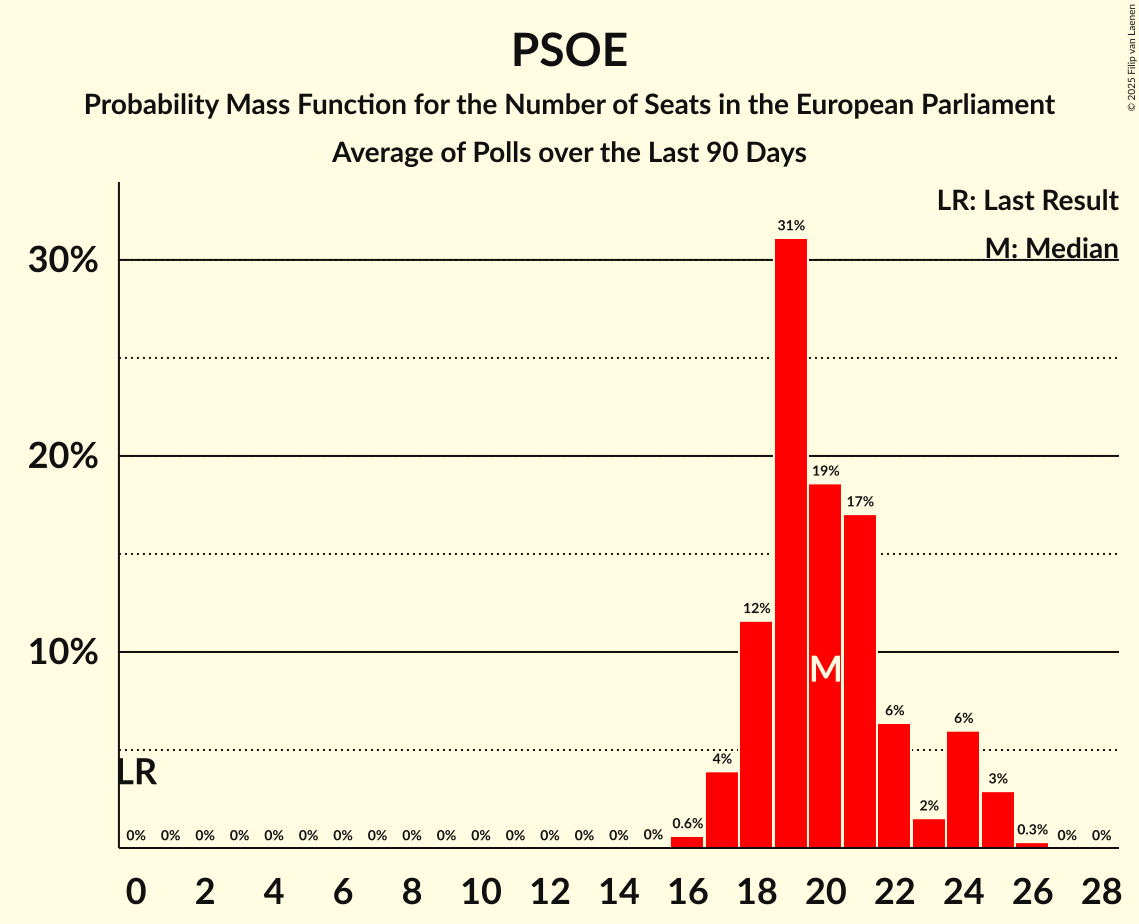 PSOE
Probability Mass Function for the Number of Seats in the European Parliament
Average of Polls over the Last 90 Days
© 2025 Filip van Laenen
LR: Last Result
M: Median
30%
20%
10%
31%
19%
17%
12%
M
6%
6%
4%
LR
3%
2%
0% 0% 0% 0% 0% 0% 0% 0% 0% 0% 0% 0% 0% 0% 0% 0% 0.6% 0.3% 0% 0%
0 2 4 6 8 10 12 14 16 18 20 22 24 26 28